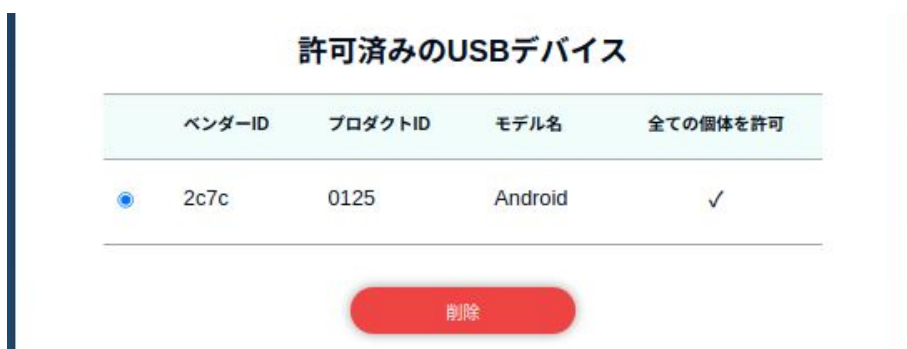 許可済みのUSBデバイス
ベンダーID プロダクトID モデル名 全ての個体を許可
2c7c 0125 Android ✓
削除